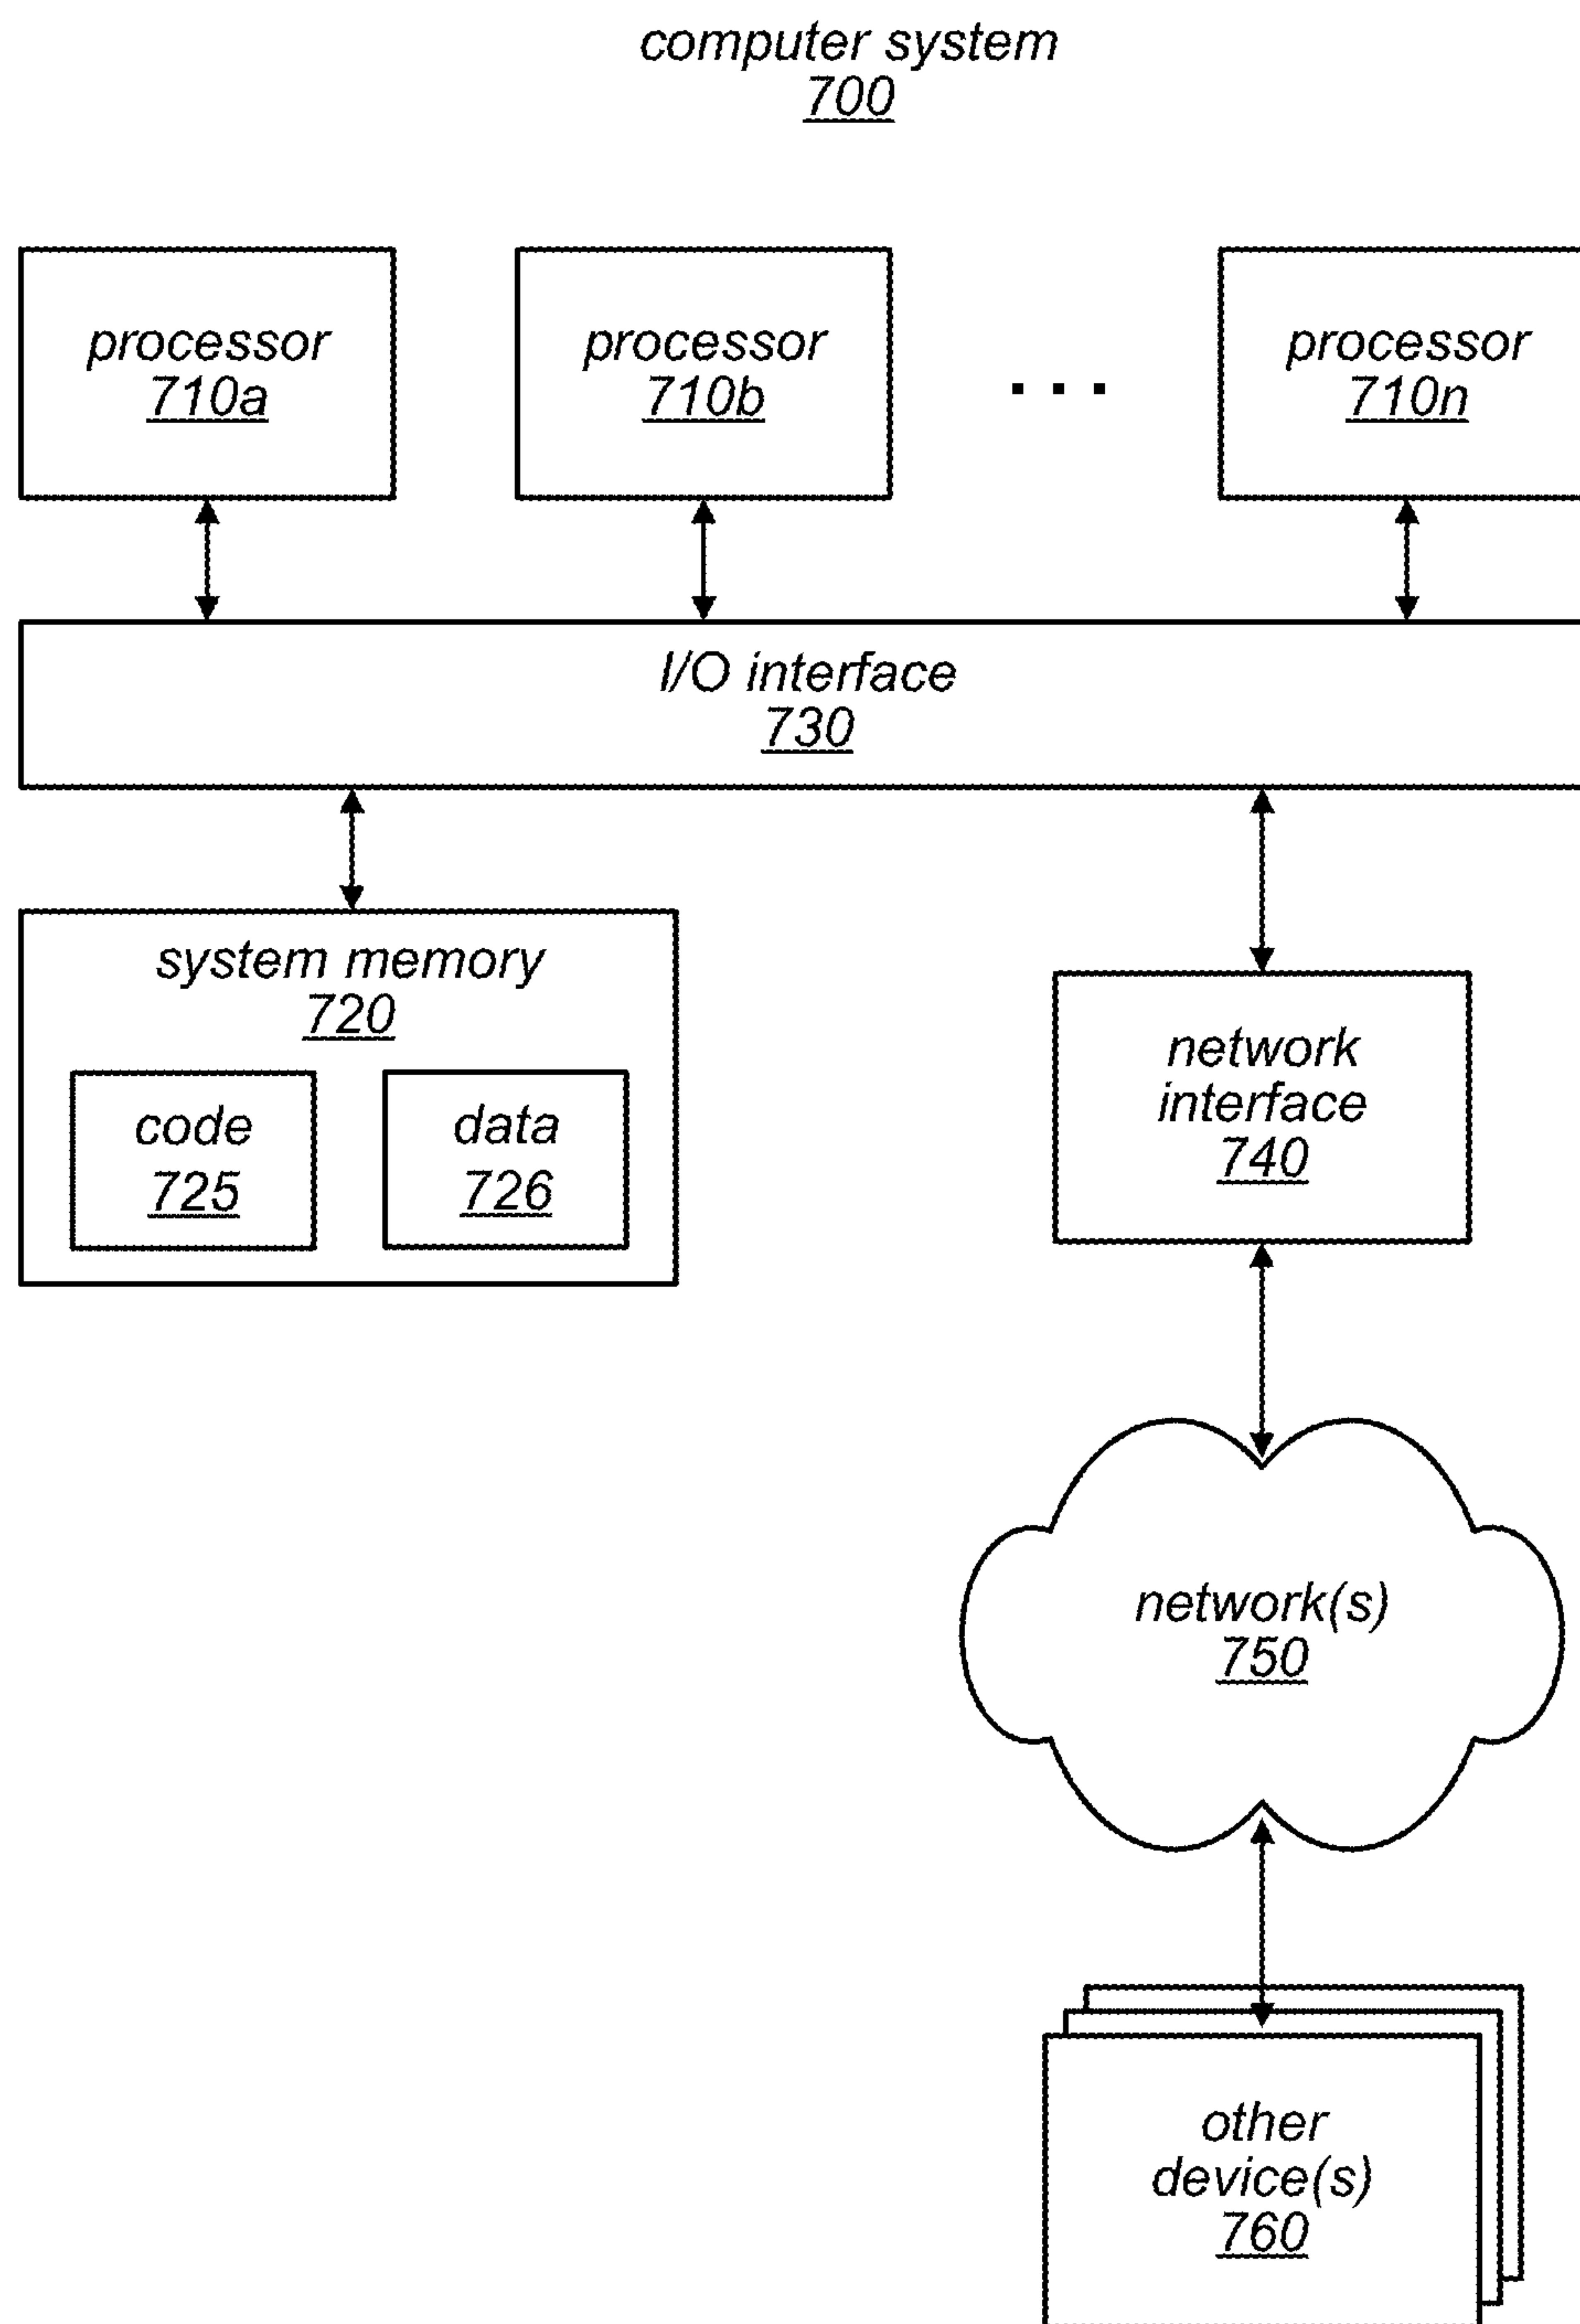 computer system
700
processor
710a
processor
710b
. . .
processor
710n
I/O interface
730
system memory
720
code
725
data
726
network
interface
740
network(s)
750
other
device(s)
760